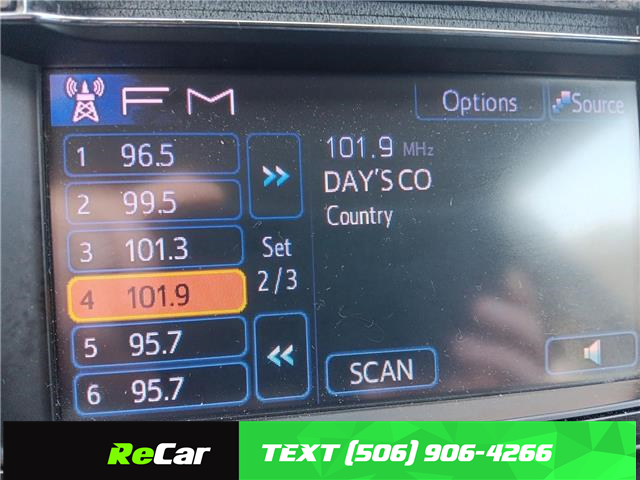 FM
Options
Source
1 96.5
2 99.5
3 101.3
4 101.9
5 95.7
6 95.7
Set
2/3
101.9 MHz
DAY'S CO
Country
SCAN
ReCar
TEXT (506) 906-4266